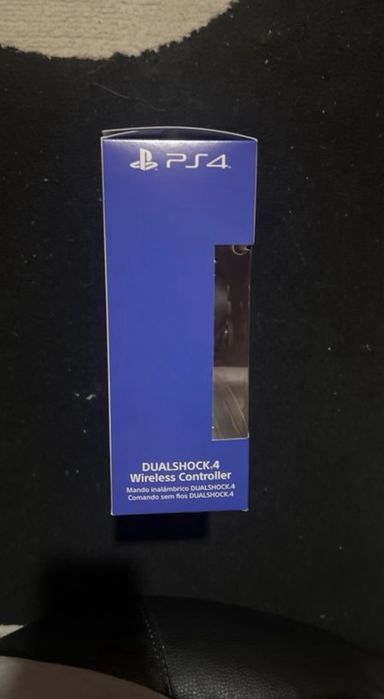 PS4
DUALSHOCK.4
Wireless Controller
Mando inalámbrico DUALSHOCK.4
Comando sem fios DUALSHOCK.4